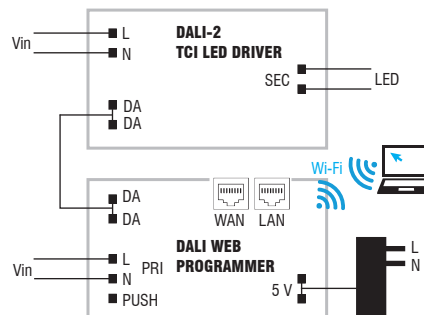 Vin
L
N
DALI-2
TCI LED DRIVER
SEC
LED
DA
DA
Wi-Fi
DA
DA
WAN
LAN
DALI WEB
PROGRAMMER
Vin
L
N
PRI
PUSH
5 V
L
N